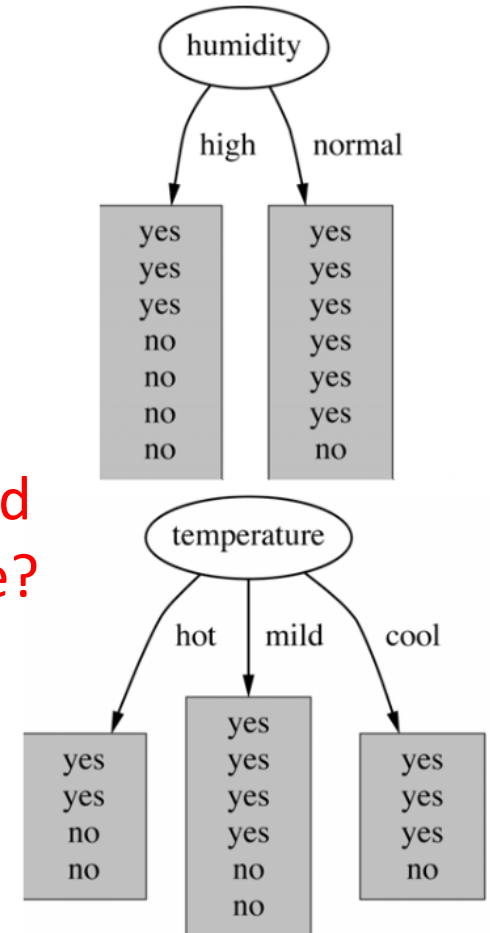 humidity
high normal
yes yes
yes yes
yes yes
no yes
no yes
no yes
no no
d
temperature
e?
hot mild cool
yes
yes yes yes
yes yes yes
no yes yes
no no no
no